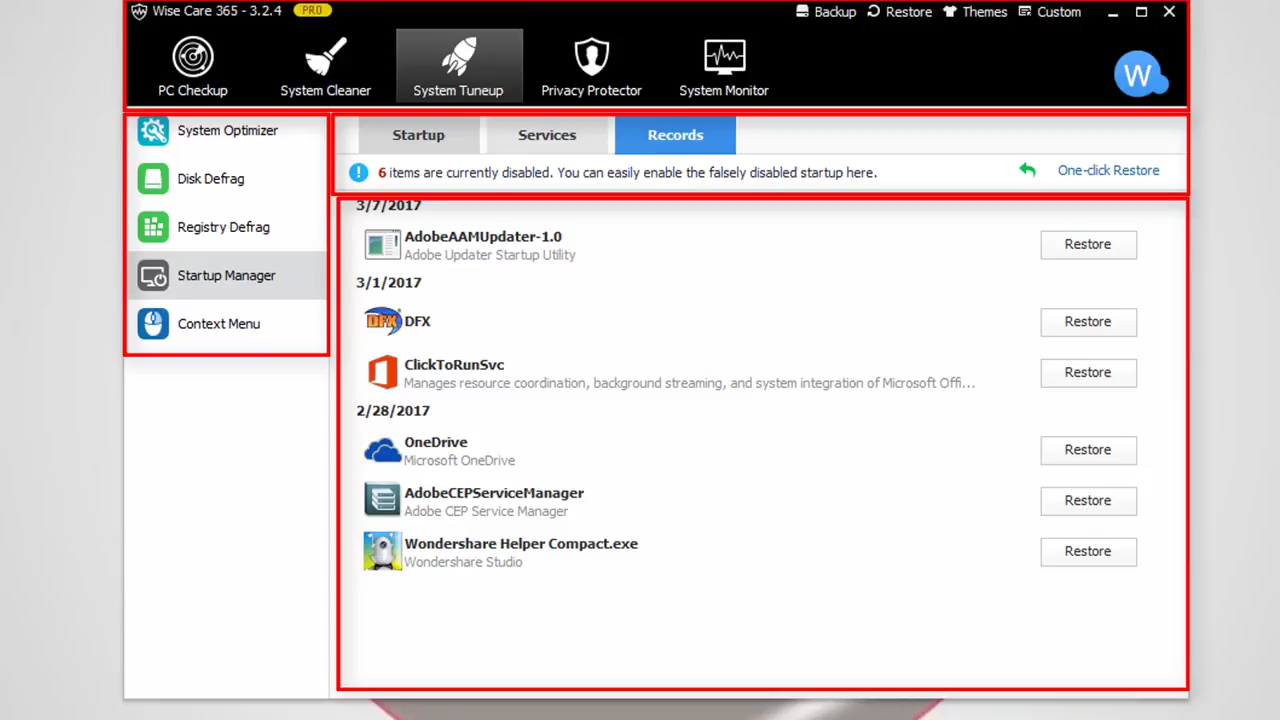 Wise Care 365 - 3.2.4 PRO Backup Restore Themes Custom
PC Checkup System Cleaner System Tuneup Privacy Protector System Monitor
W
System Optimizer
Disk Defrag
Registry Defrag
Startup Manager
Context Menu
Startup Services Records
6 items are currently disabled. You can easily enable the falsely disabled startup here. One-click Restore
3/7/2017
AdobeAAMUpdater-1.0
Adobe Updater Startup Utility
Restore
3/1/2017
DFX DFX
Restore
ClickToRunSvc
Manages resource coordination, background streaming, and system integration of Microsoft Offi...
Restore
2/28/2017
OneDrive
Microsoft OneDrive
Restore
AdobeCEPServiceManager
Adobe CEP Service Manager
Restore
Wondershare Helper Compact.exe
Wondershare Studio
Restore